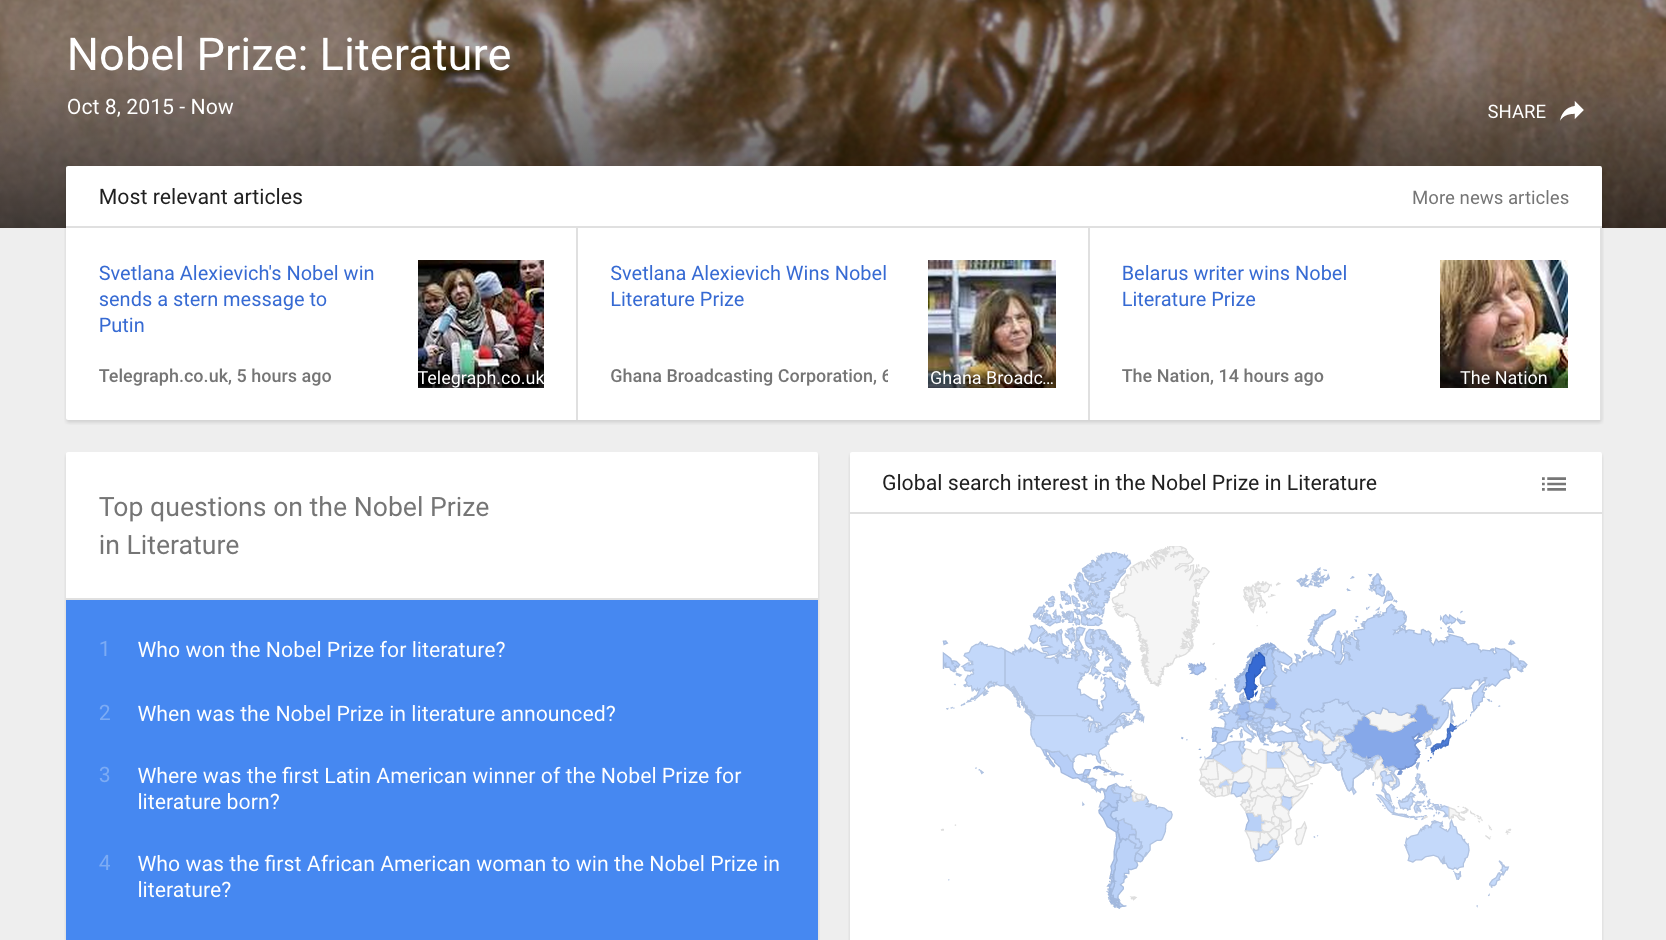 Nobel Prize: Literature
Oct 8, 2015 - Now
SHARE
Most relevant articles
More news articles
Svetlana Alexievich's Nobel win
sends a stern message to
Putin
Telegraph.co.uk, 5 hours ago
Telegraph.co.uk
Svetlana Alexievich Wins Nobel
Literature Prize
Ghana Broadcasting Corporation, 6
Ghana Broadc...
Belarus writer wins Nobel
Literature Prize
The Nation, 14 hours ago
The Nation
Top questions on the Nobel Prize
in Literature
1 Who won the Nobel Prize for literature?
2 When was the Nobel Prize in literature announced?
3 Where was the first Latin American winner of the Nobel Prize for
literature born?
4 Who was the first African American woman to win the Nobel Prize in
literature?
Global search interest in the Nobel Prize in Literature